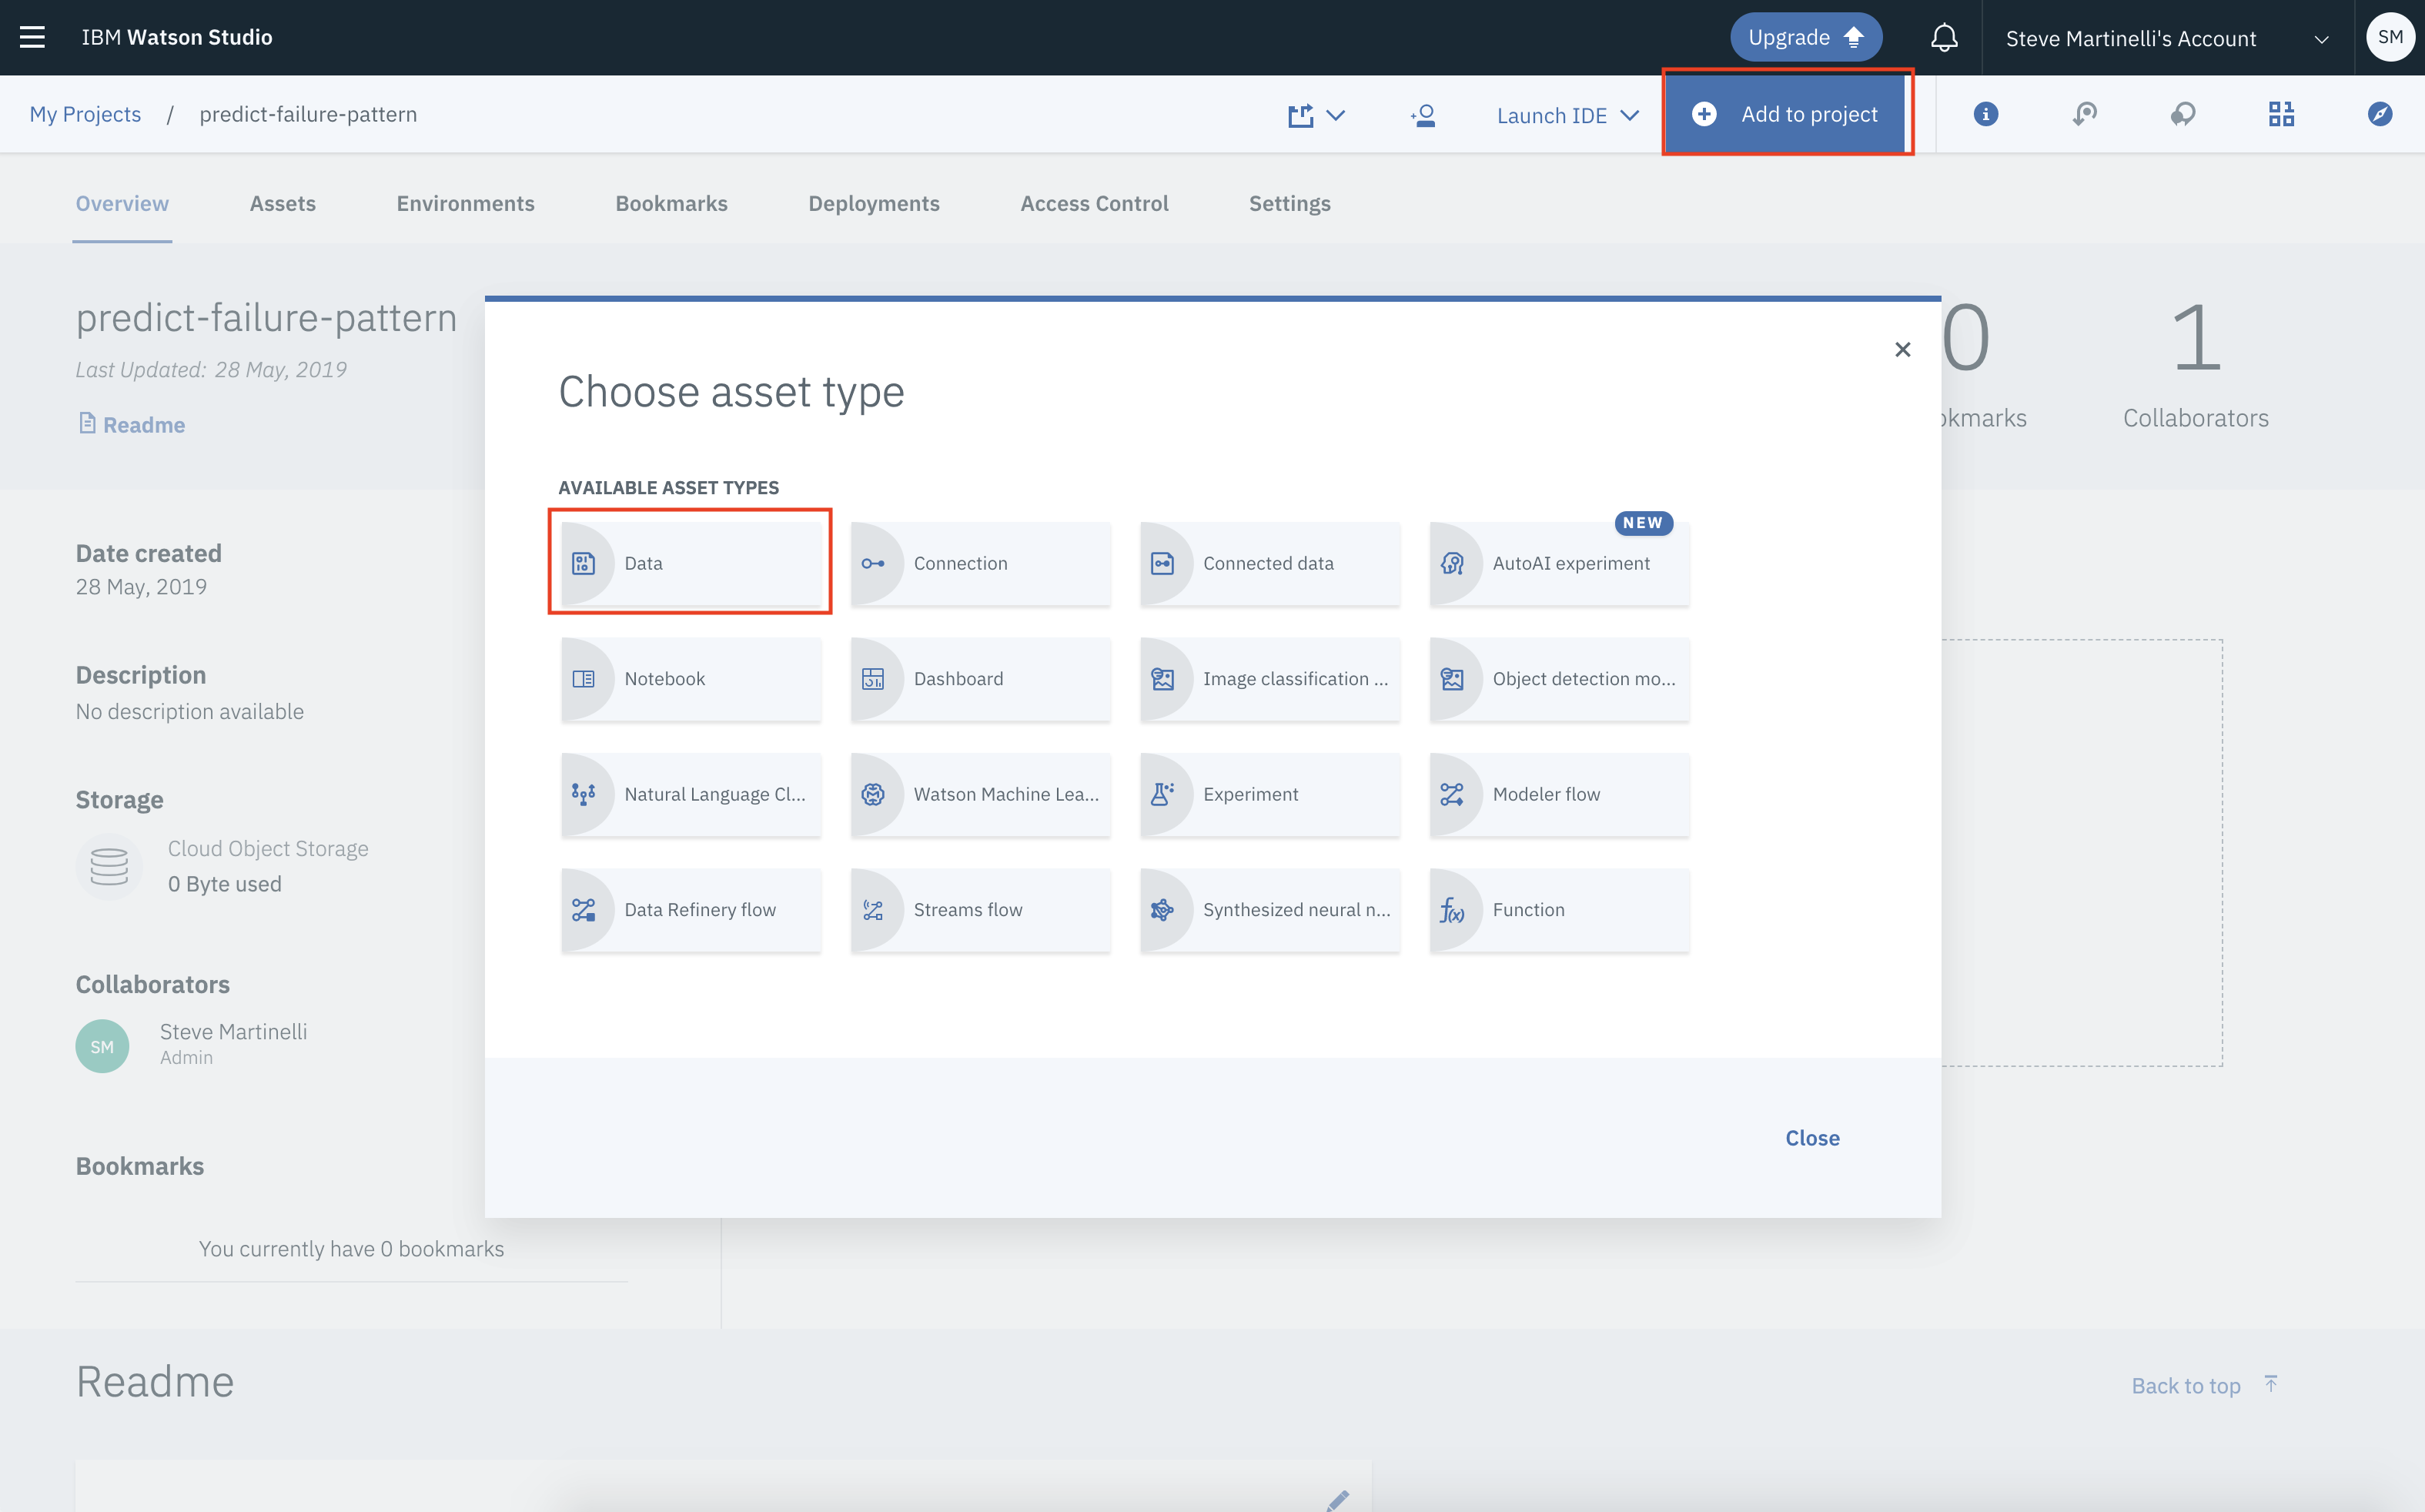 IBM Watson Studio
Upgrade
Steve Martinelli's Account
SM
My Projects / predict-failure-pattern
Launch IDE
Add to project
Overview
Assets
Environments
Bookmarks
Deployments
Access Control
Settings
predict-failure-pattern
Last Updated: 28 May, 2019
Readme
0
1
Collaborators
Date created
28 May, 2019
Description
No description available
Storage
Cloud Object Storage
0 Byte used
Collaborators
SM
Steve Martinelli
Admin
Bookmarks
You currently have 0 bookmarks
Choose asset type
AVAILABLE ASSET TYPES
Data
Connection
Connected data
NEW
AutoAI experiment
Notebook
Dashboard
Image classification ...
Object detection mo...
Natural Language Cl...
Watson Machine Lea...
Experiment
Modeler flow
Data Refinery flow
Streams flow
Synthesized neural n...
f(x)
Function
Close
Readme
Back to top